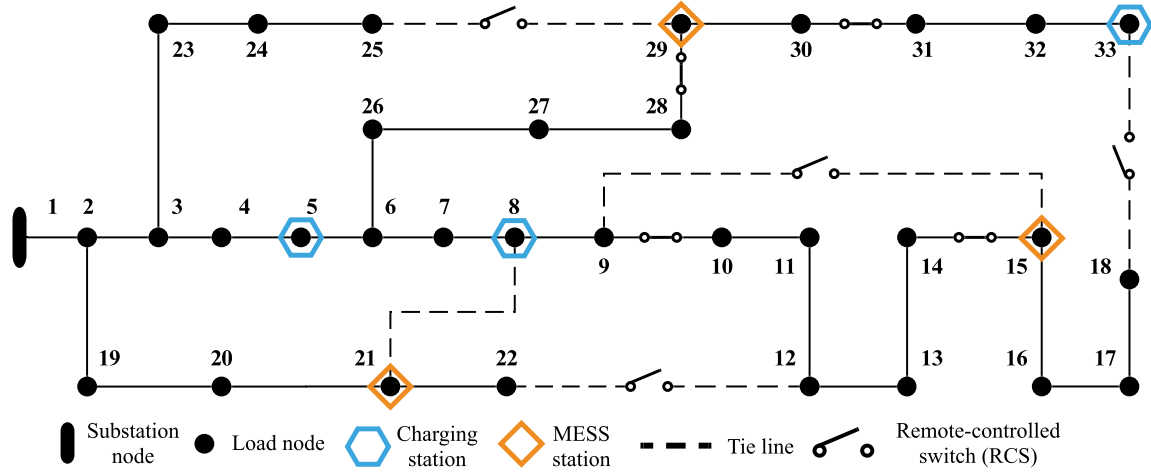 23 24 25 29 30 31 32 33
26 27 28
1 2 3 4 5 6 7 8
9 10 11 14 15 18
19 20 21 22 12 13 16 17
Substation node
Load node
Charging station
MESS station
Tie line
Remote-controlled switch (RCS)